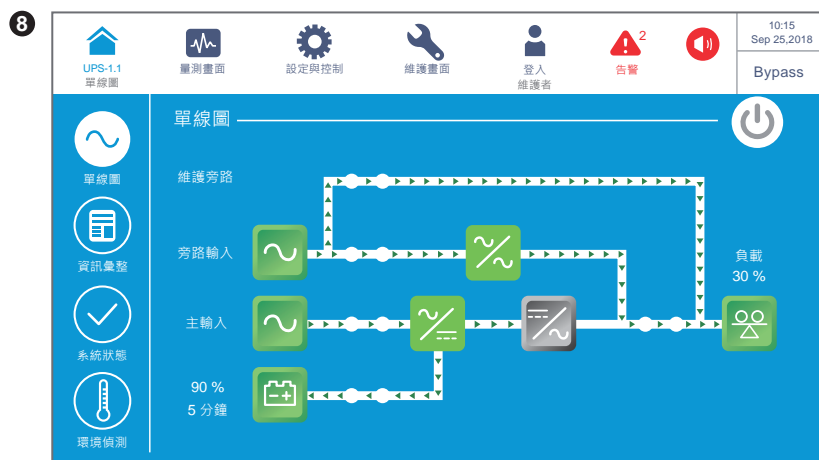 8
UPS-1.1
單線圖
量測畫面
設定與控制
維護畫面
登入
維護者
2
告警
10:15
Sep 25,2018
Bypass
單線圖
單線圖
資訊彙整
系統狀態
環境偵測
維護旁路
旁路輸入
主輸入
90 %
5 分鐘
負載
30 %